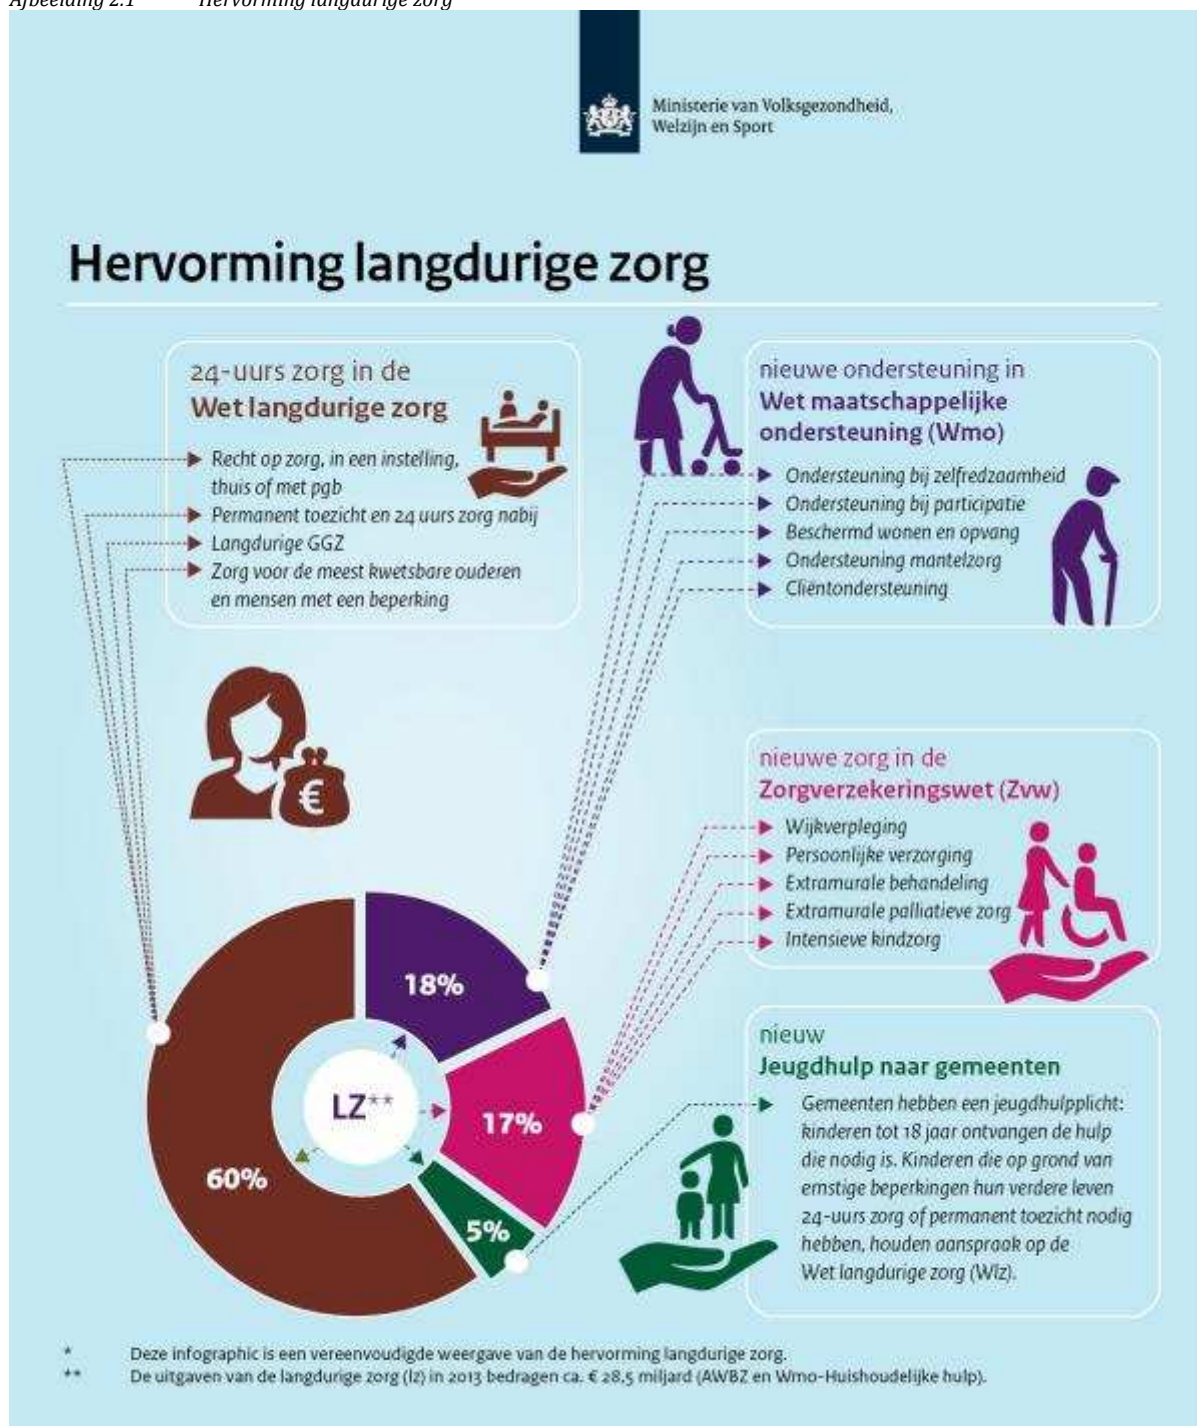 Afbeelding 2.1 Hervorming langdurige zorg
Ministerie van Volksgezondheid,
Welzijn en Sport
Hervorming langdurige zorg
24-uurs zorg in de
Wet langdurige zorg
Recht op zorg, in een instelling,
thuis of met pgb
Permanent toezicht en 24 uurs zorg nabij
Langdurige GGZ
Zorg voor de meest kwetsbare ouderen
en mensen met een beperking
nieuwe ondersteuning in
Wet maatschappelijke
ondersteuning (Wmo)
Ondersteuning bij zelfredzaamheid
Ondersteuning bij participatie
Beschermd wonen en opvang
Ondersteuning mantelzorg
Cliëntondersteuning
€
nieuwe zorg in de
Zorgverzekeringswet (Zvw)
Wijkverpleging
Persoonlijke verzorging
Extramurale behandeling
Extramurale palliatieve zorg
Intensieve kindzorg
18%
17%
5%
60%
LZ**
nieuw
Jeugdhulp naar gemeenten
Gemeenten hebben een jeugdhulpplicht:
kinderen tot 18 jaar ontvangen de hulp
die nodig is. Kinderen die op grond van
ernstige beperkingen hun verdere leven
24-uurs zorg of permanent toezicht nodig
hebben, houden aanspraak op de
Wet langdurige zorg (Wlz).
* Deze infographic is een vereenvoudigde weergave van de hervorming langdurige zorg.
** De uitgaven van de langdurige zorg (lz) in 2013 bedragen ca. € 28,5 miljard (AWBZ en Wmo-Huishoudelijke hulp).